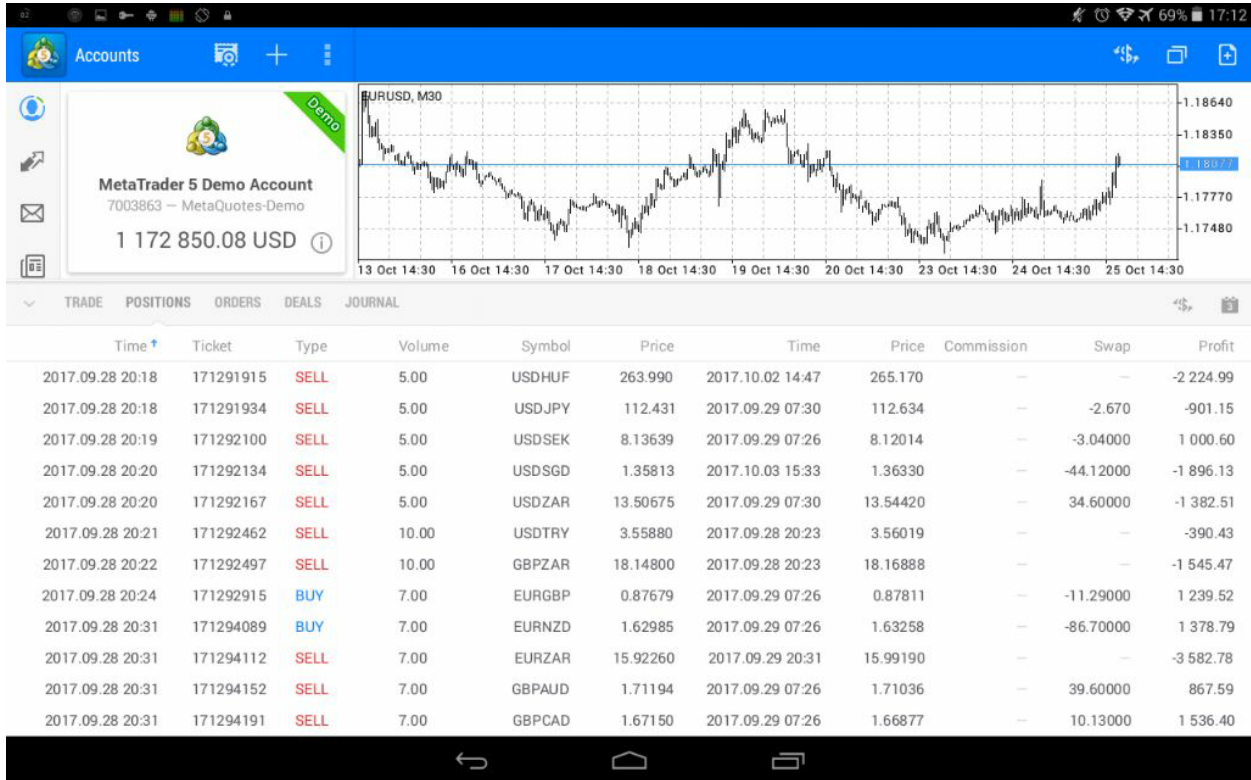 02 69% 17:12
Accounts
Demo
5
MetaTrader 5 Demo Account
7003863 — MetaQuotes-Demo
1 172 850.08 USD
EURUSD, M30
1.18640
1.18350
1.18077
1.17770
1.17480
13 Oct 14:30 16 Oct 14:30 17 Oct 14:30 18 Oct 14:30 19 Oct 14:30 20 Oct 14:30 23 Oct 14:30 24 Oct 14:30 25 Oct 14:30
TRADE POSITIONS ORDERS DEALS JOURNAL
Time ↑ Ticket Type Volume Symbol Price Time Price Commission Swap Profit
2017.09.28 20:18 171291915 SELL 5.00 USDHUF 263.990 2017.10.02 14:47 265.170 — — -2 224.99
2017.09.28 20:18 171291934 SELL 5.00 USDJPY 112.431 2017.09.29 07:30 112.634 — -2.670 -901.15
2017.09.28 20:19 171292100 SELL 5.00 USDSEK 8.13639 2017.09.29 07:26 8.12014 — -3.04000 1 000.60
2017.09.28 20:20 171292134 SELL 5.00 USDSGD 1.35813 2017.10.03 15:33 1.36330 — -44.12000 -1 896.13
2017.09.28 20:20 171292167 SELL 5.00 USDZAR 13.50675 2017.09.29 07:30 13.54420 — 34.60000 -1 382.51
2017.09.28 20:21 171292462 SELL 10.00 USDTRY 3.55880 2017.09.28 20:23 3.56019 — — -390.43
2017.09.28 20:22 171292497 SELL 10.00 GBPZAR 18.14800 2017.09.28 20:23 18.16888 — — -1 545.47
2017.09.28 20:24 171292915 BUY 7.00 EURGBP 0.87679 2017.09.29 07:26 0.87811 — -11.29000 1 239.52
2017.09.28 20:31 171294089 BUY 7.00 EURNZD 1.62985 2017.09.29 07:26 1.63258 — -86.70000 1 378.79
2017.09.28 20:31 171294112 SELL 7.00 EURZAR 15.92260 2017.09.29 20:31 15.99190 — — -3 582.78
2017.09.28 20:31 171294152 SELL 7.00 GBPAUD 1.71194 2017.09.29 07:26 1.71036 — 39.60000 867.59
2017.09.28 20:31 171294191 SELL 7.00 GBPCAD 1.67150 2017.09.29 07:26 1.66877 — 10.13000 1 536.40